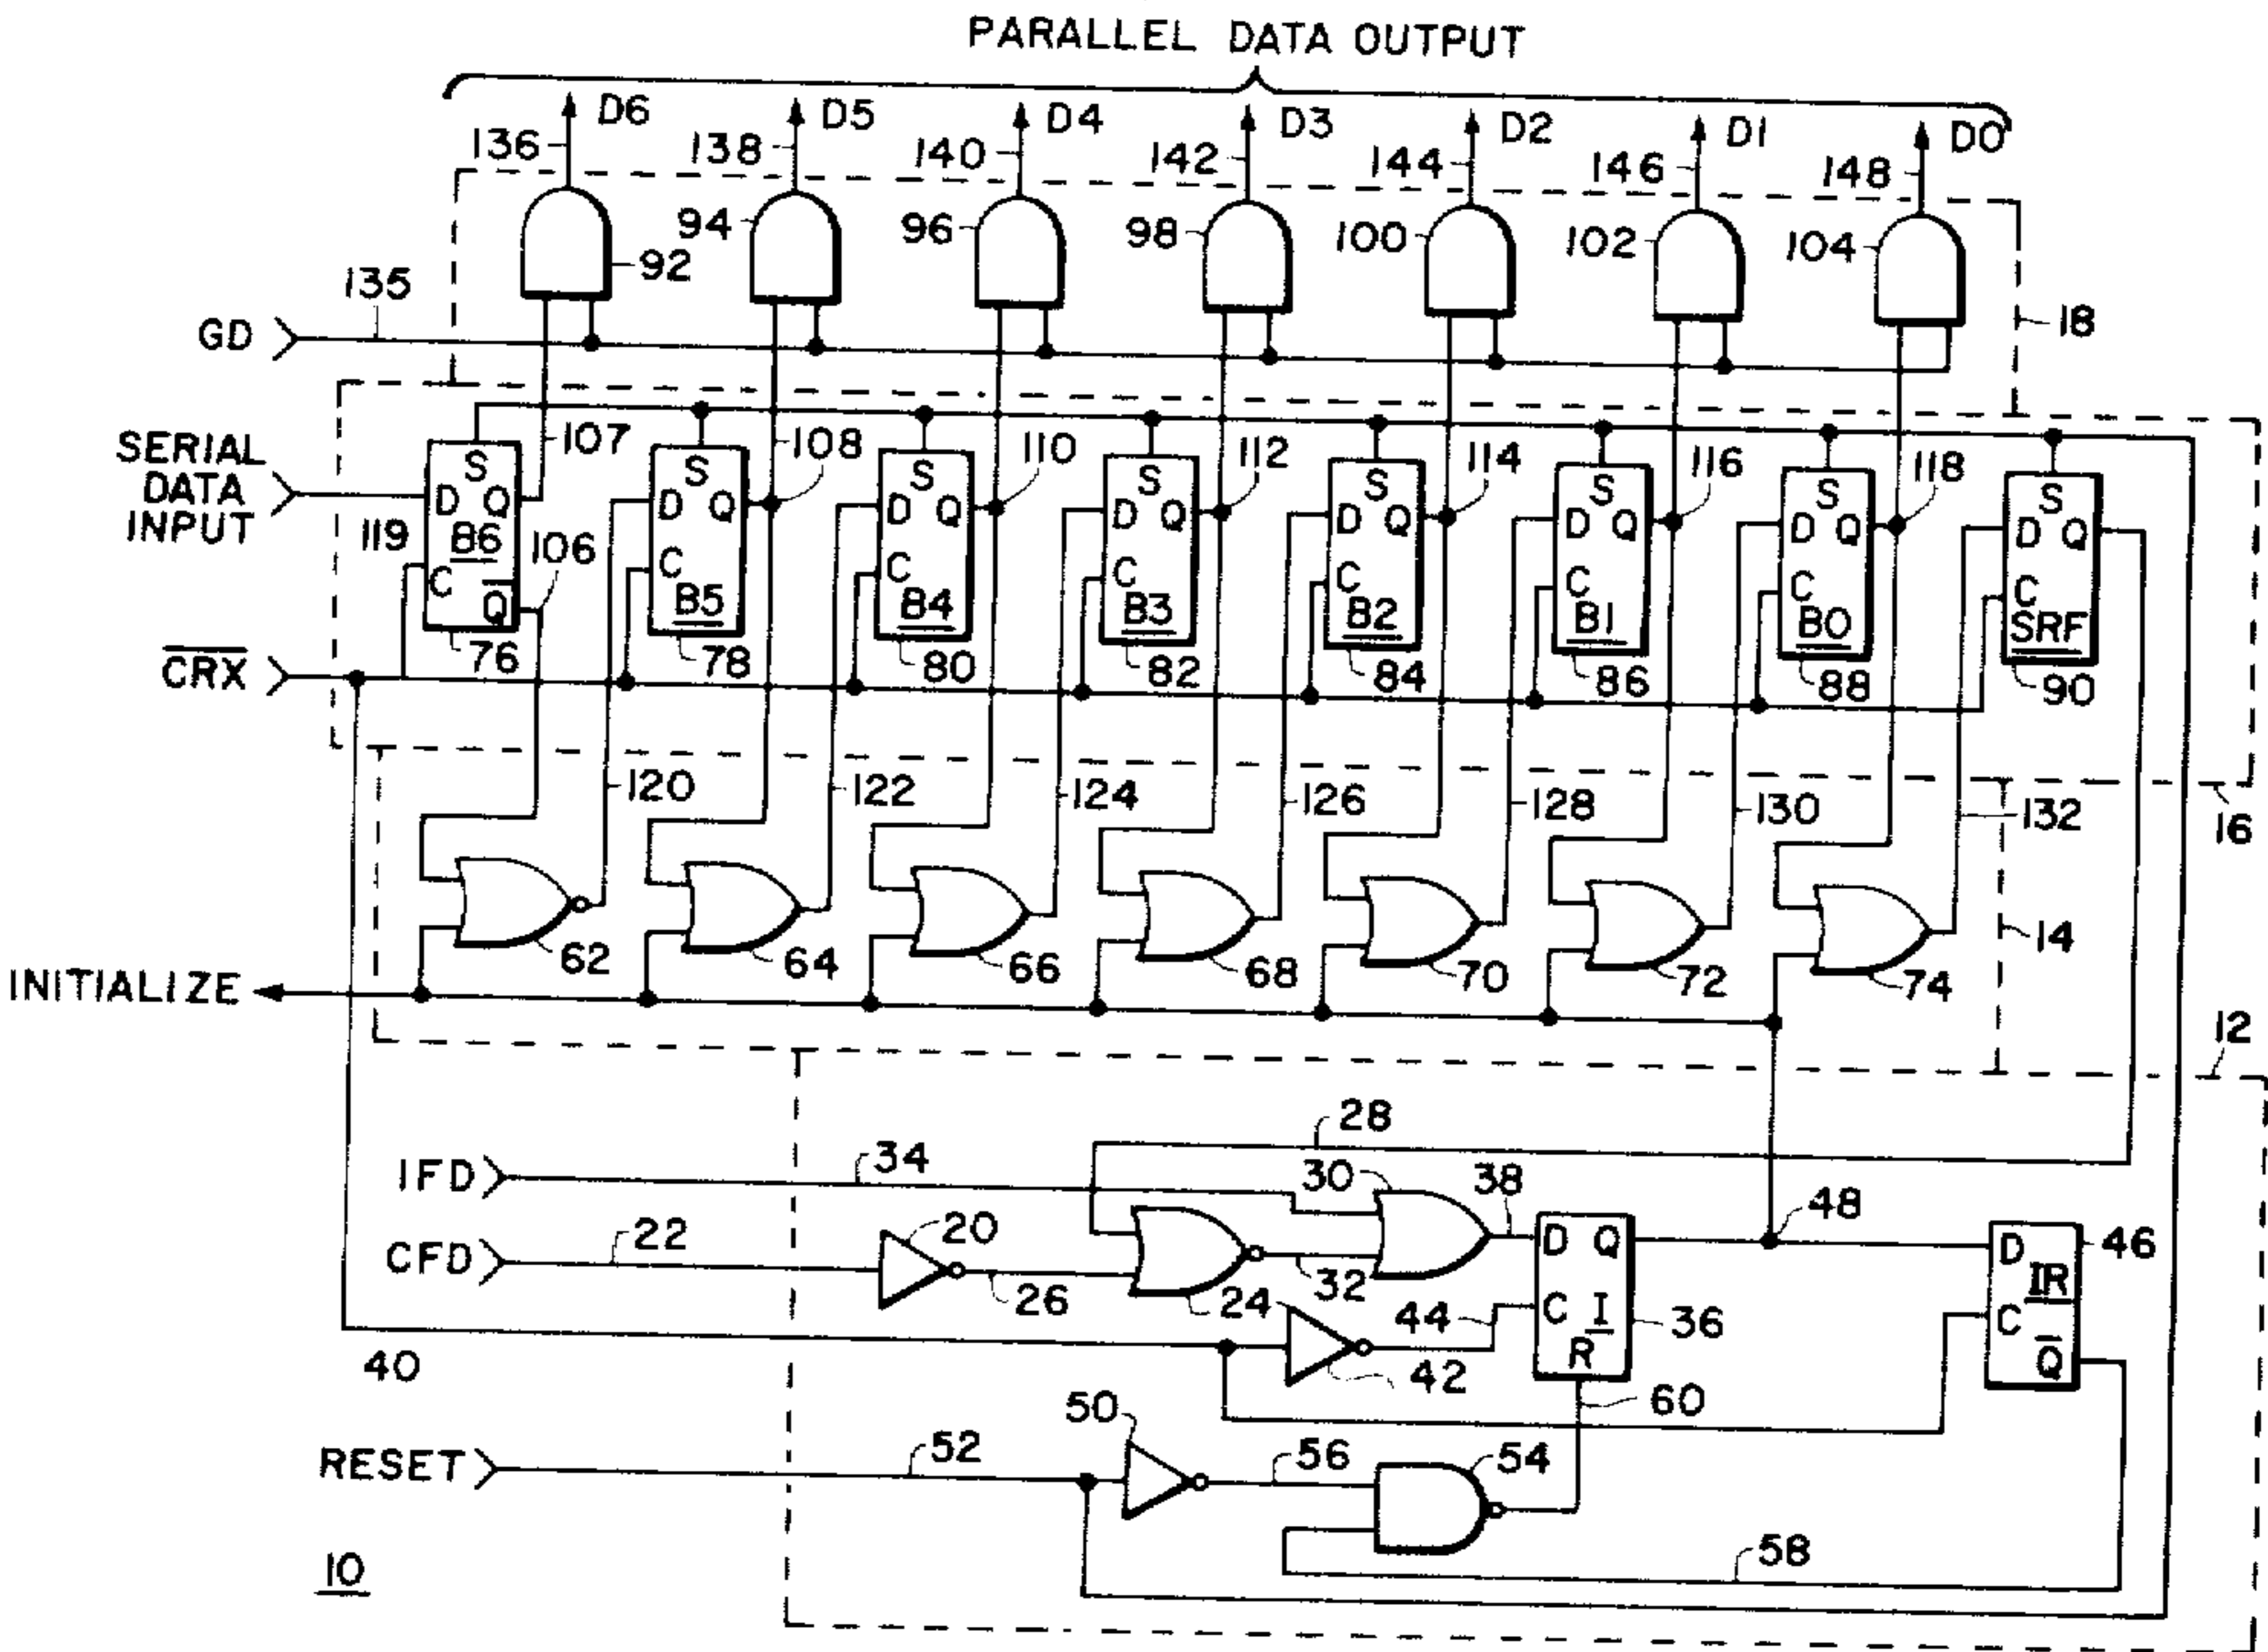 PARALLEL DATA OUTPUT
D6 D5 D4 D3 D2 D1 D0
136 138 140 142 144 146 148
92 94 96 98 100 102 104
GD 135 18
SERIAL DATA INPUT
107 108 110 112 114 116 118
S S S S S S S S
D Q D Q D Q D Q D Q D Q D Q D Q
119 B6 106
C C C C C C C C
Q̅ B5 B4 B3 B2 B1 B0 SRF
C̅R̅X̅ 76 78 80 82 84 86 88 90
120 122 124 126 128 130 132 16
62 64 66 68 70 72 74 14
INITIALIZE
12
28
IFD 34 30 38 48
CFD 22 20 26 24 32 D Q D 46
IR
44 C I 36 C
R Q̅
40 42 60
RESET 52 50 56 54
58
10